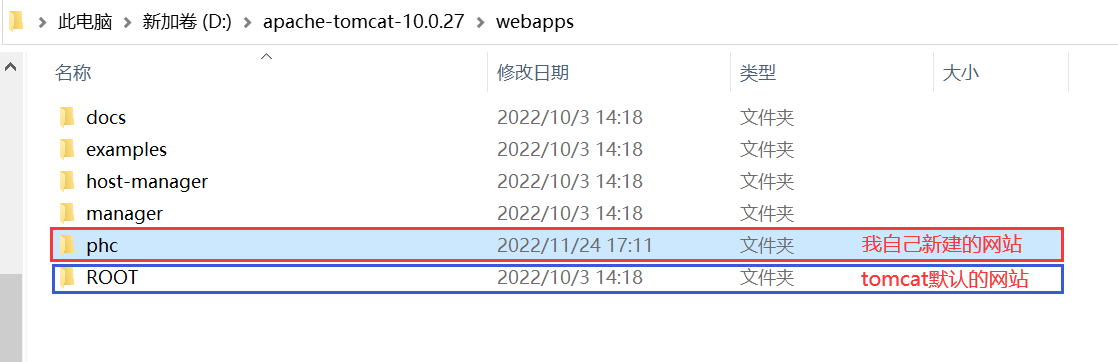 此电脑 > 新加卷 (D:) > apache-tomcat-10.0.27 > webapps
名称 修改日期 类型 大小
docs 2022/10/3 14:18 文件夹
examples 2022/10/3 14:18 文件夹
host-manager 2022/10/3 14:18 文件夹
manager 2022/10/3 14:18 文件夹
phc 2022/11/24 17:11 文件夹 我自己新建的网站
ROOT 2022/10/3 14:18 文件夹 tomcat默认的网站